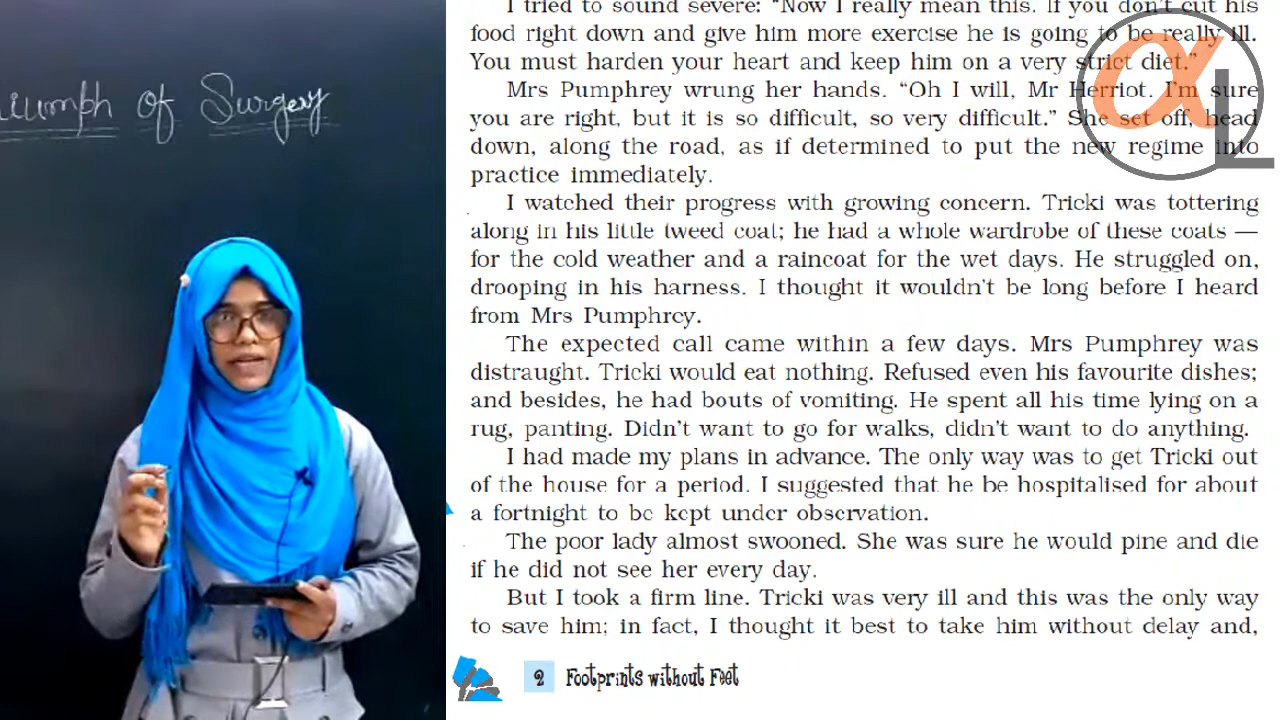 of Surgery
I tried to sound severe: “Now I really mean this. If you don’t cut his
food right down and give him more exercise he is going to be really ill.
You must harden your heart and keep him on a very strict diet.”
Mrs Pumphrey wrung her hands. “Oh I will, Mr Herriot. I’m sure
you are right, but it is so difficult, so very difficult.” She set off, head
down, along the road, as if determined to put the new regime into
practice immediately.
I watched their progress with growing concern. Tricki was tottering
along in his little tweed coat; he had a whole wardrobe of these coats —
for the cold weather and a raincoat for the wet days. He struggled on,
drooping in his harness. I thought it wouldn’t be long before I heard
from Mrs Pumphrey.
The expected call came within a few days. Mrs Pumphrey was
distraught. Tricki would eat nothing. Refused even his favourite dishes;
and besides, he had bouts of vomiting. He spent all his time lying on a
rug, panting. Didn’t want to go for walks, didn’t want to do anything.
I had made my plans in advance. The only way was to get Tricki out
of the house for a period. I suggested that he be hospitalised for about
a fortnight to be kept under observation.
The poor lady almost swooned. She was sure he would pine and die
if he did not see her every day.
But I took a firm line. Tricki was very ill and this was the only way
to save him; in fact, I thought it best to take him without delay and,
2 Footprints without Feet
αL